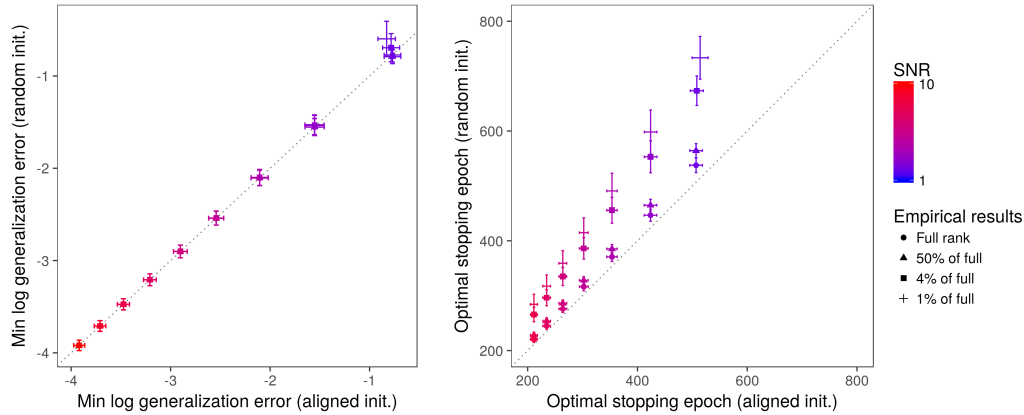 Min log generalization error (random init.)
-1
-2
-3
-4
-4
-3
-2
-1
Min log generalization error (aligned init.)
Optimal stopping epoch (random init.)
800
600
400
200
200
400
600
800
Optimal stopping epoch (aligned init.)
SNR
10
1
Empirical results
Full rank
50% of full
4% of full
1% of full